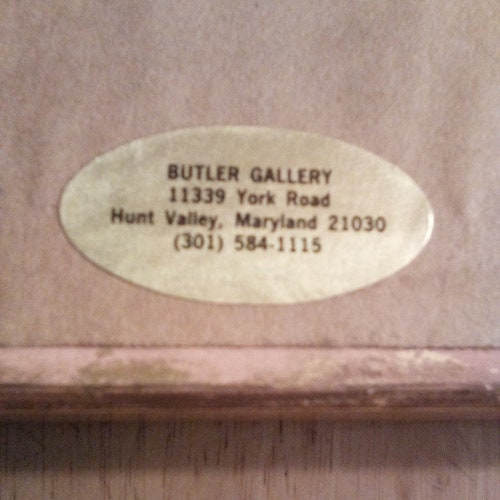 BUTLER GALLERY
11339 York Road
Hunt Valley, Maryland 21030
(301) 584-1115